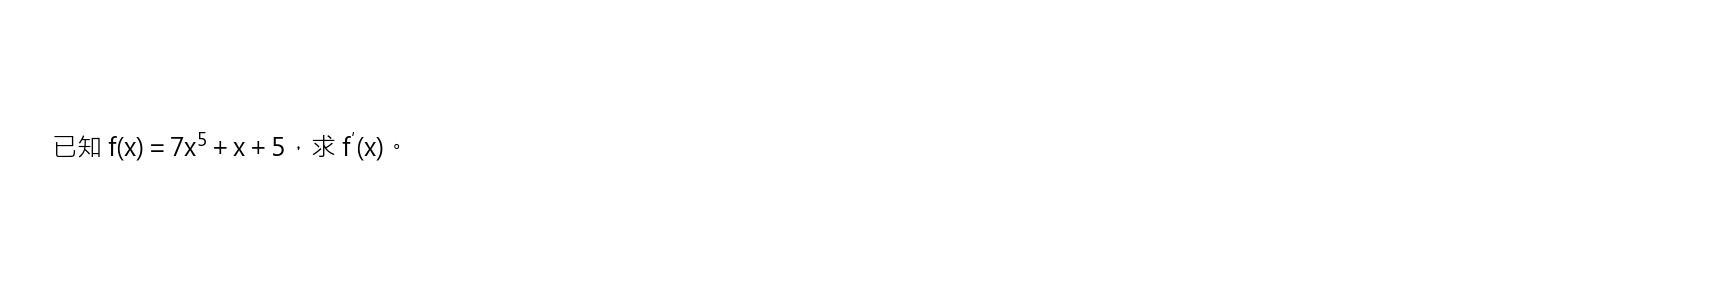 已知 f(x) = 7x⁵ + x + 5，求 f′(x)。